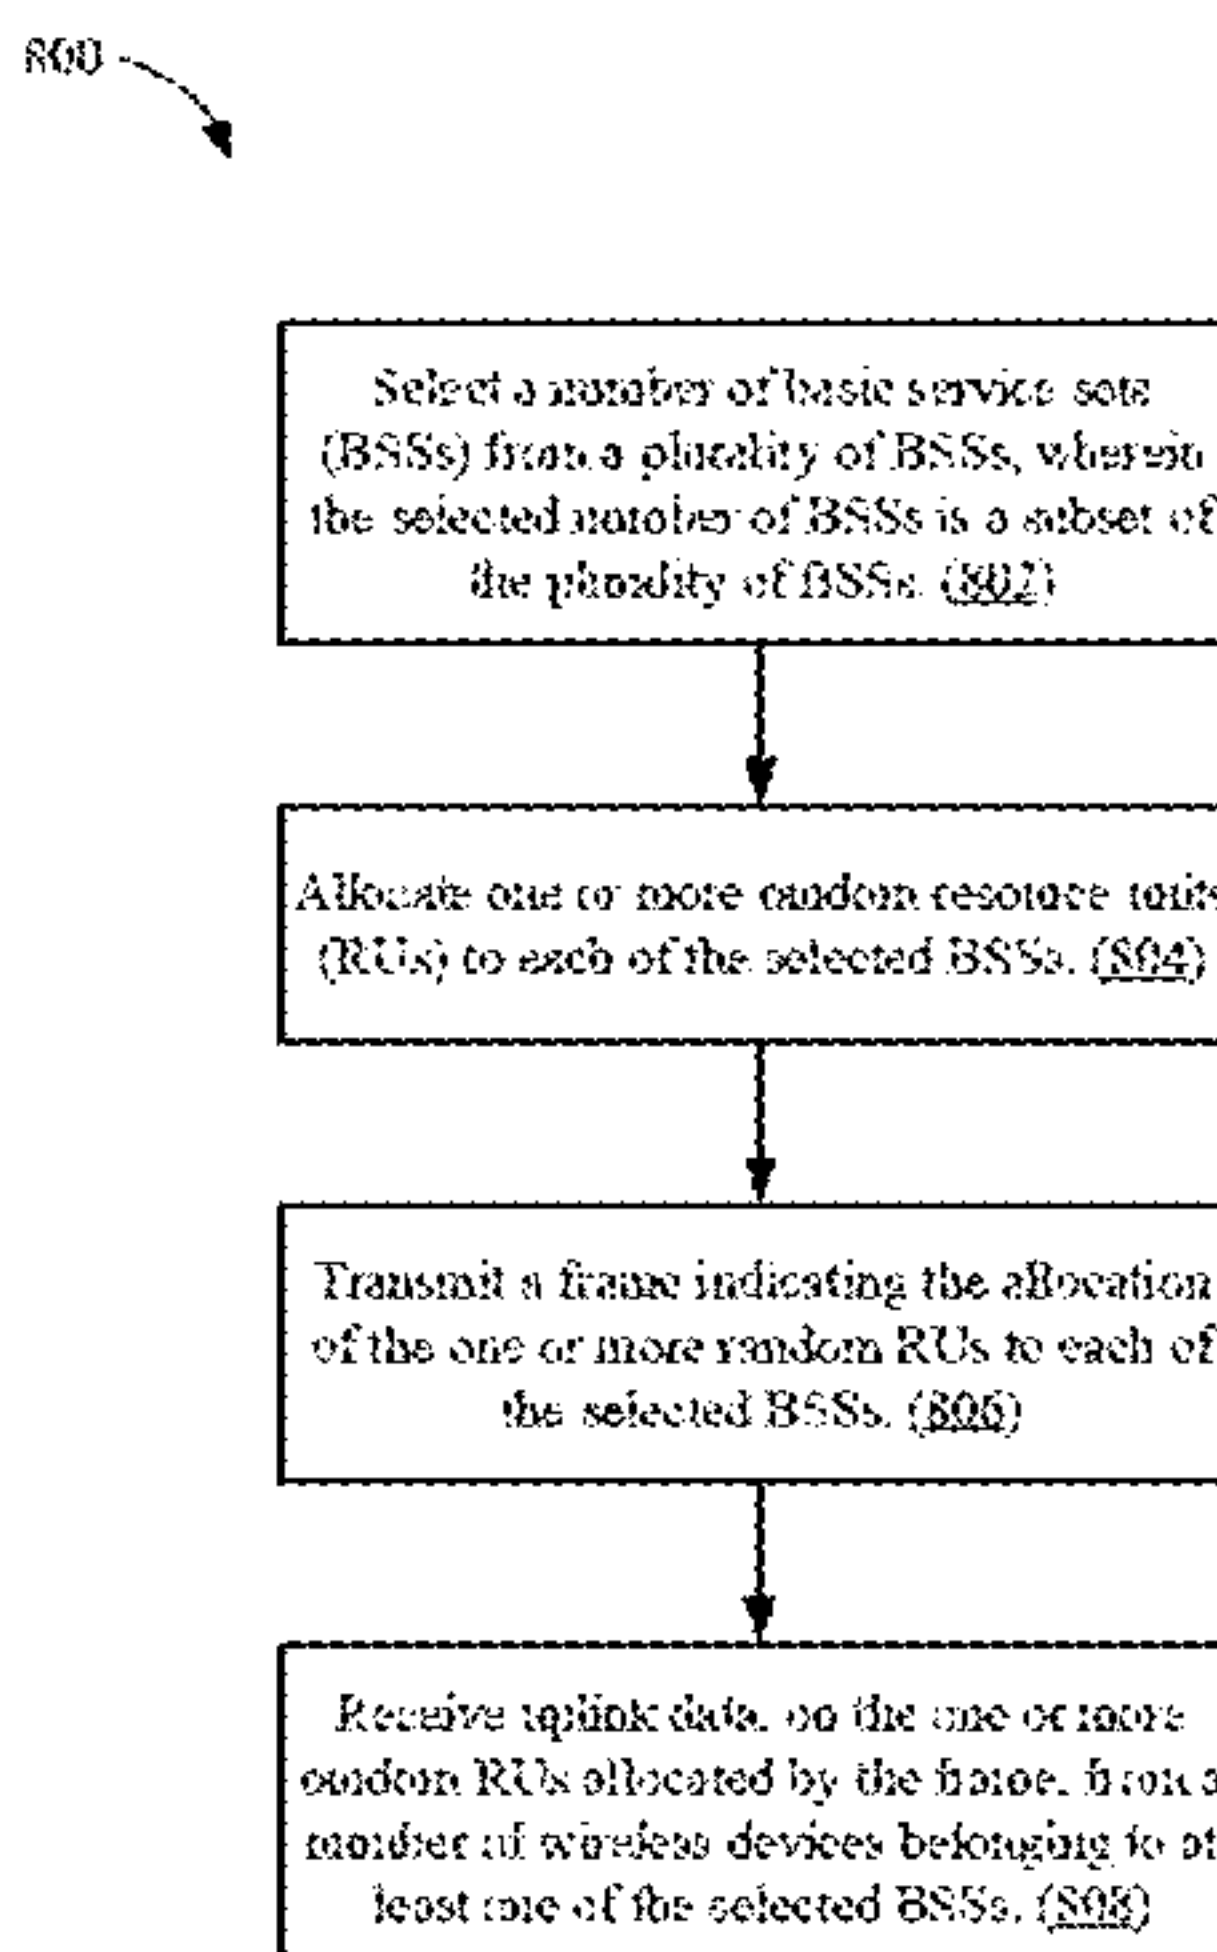 800
Select a number of basic service sets
(BSSs) from a plurality of BSSs, wherein
the selected number of BSSs is a subset of
the plurality of BSSs. (802)
Allocate one or more random resource units
(RUs) to each of the selected BSSs. (804)
Transmit a frame indicating the allocation
of the one or more random RUs to each of
the selected BSSs. (806)
Receive uplink data, on the one or more
random RUs allocated by the frame, from a
number of wireless devices belonging to at
least one of the selected BSSs. (808)